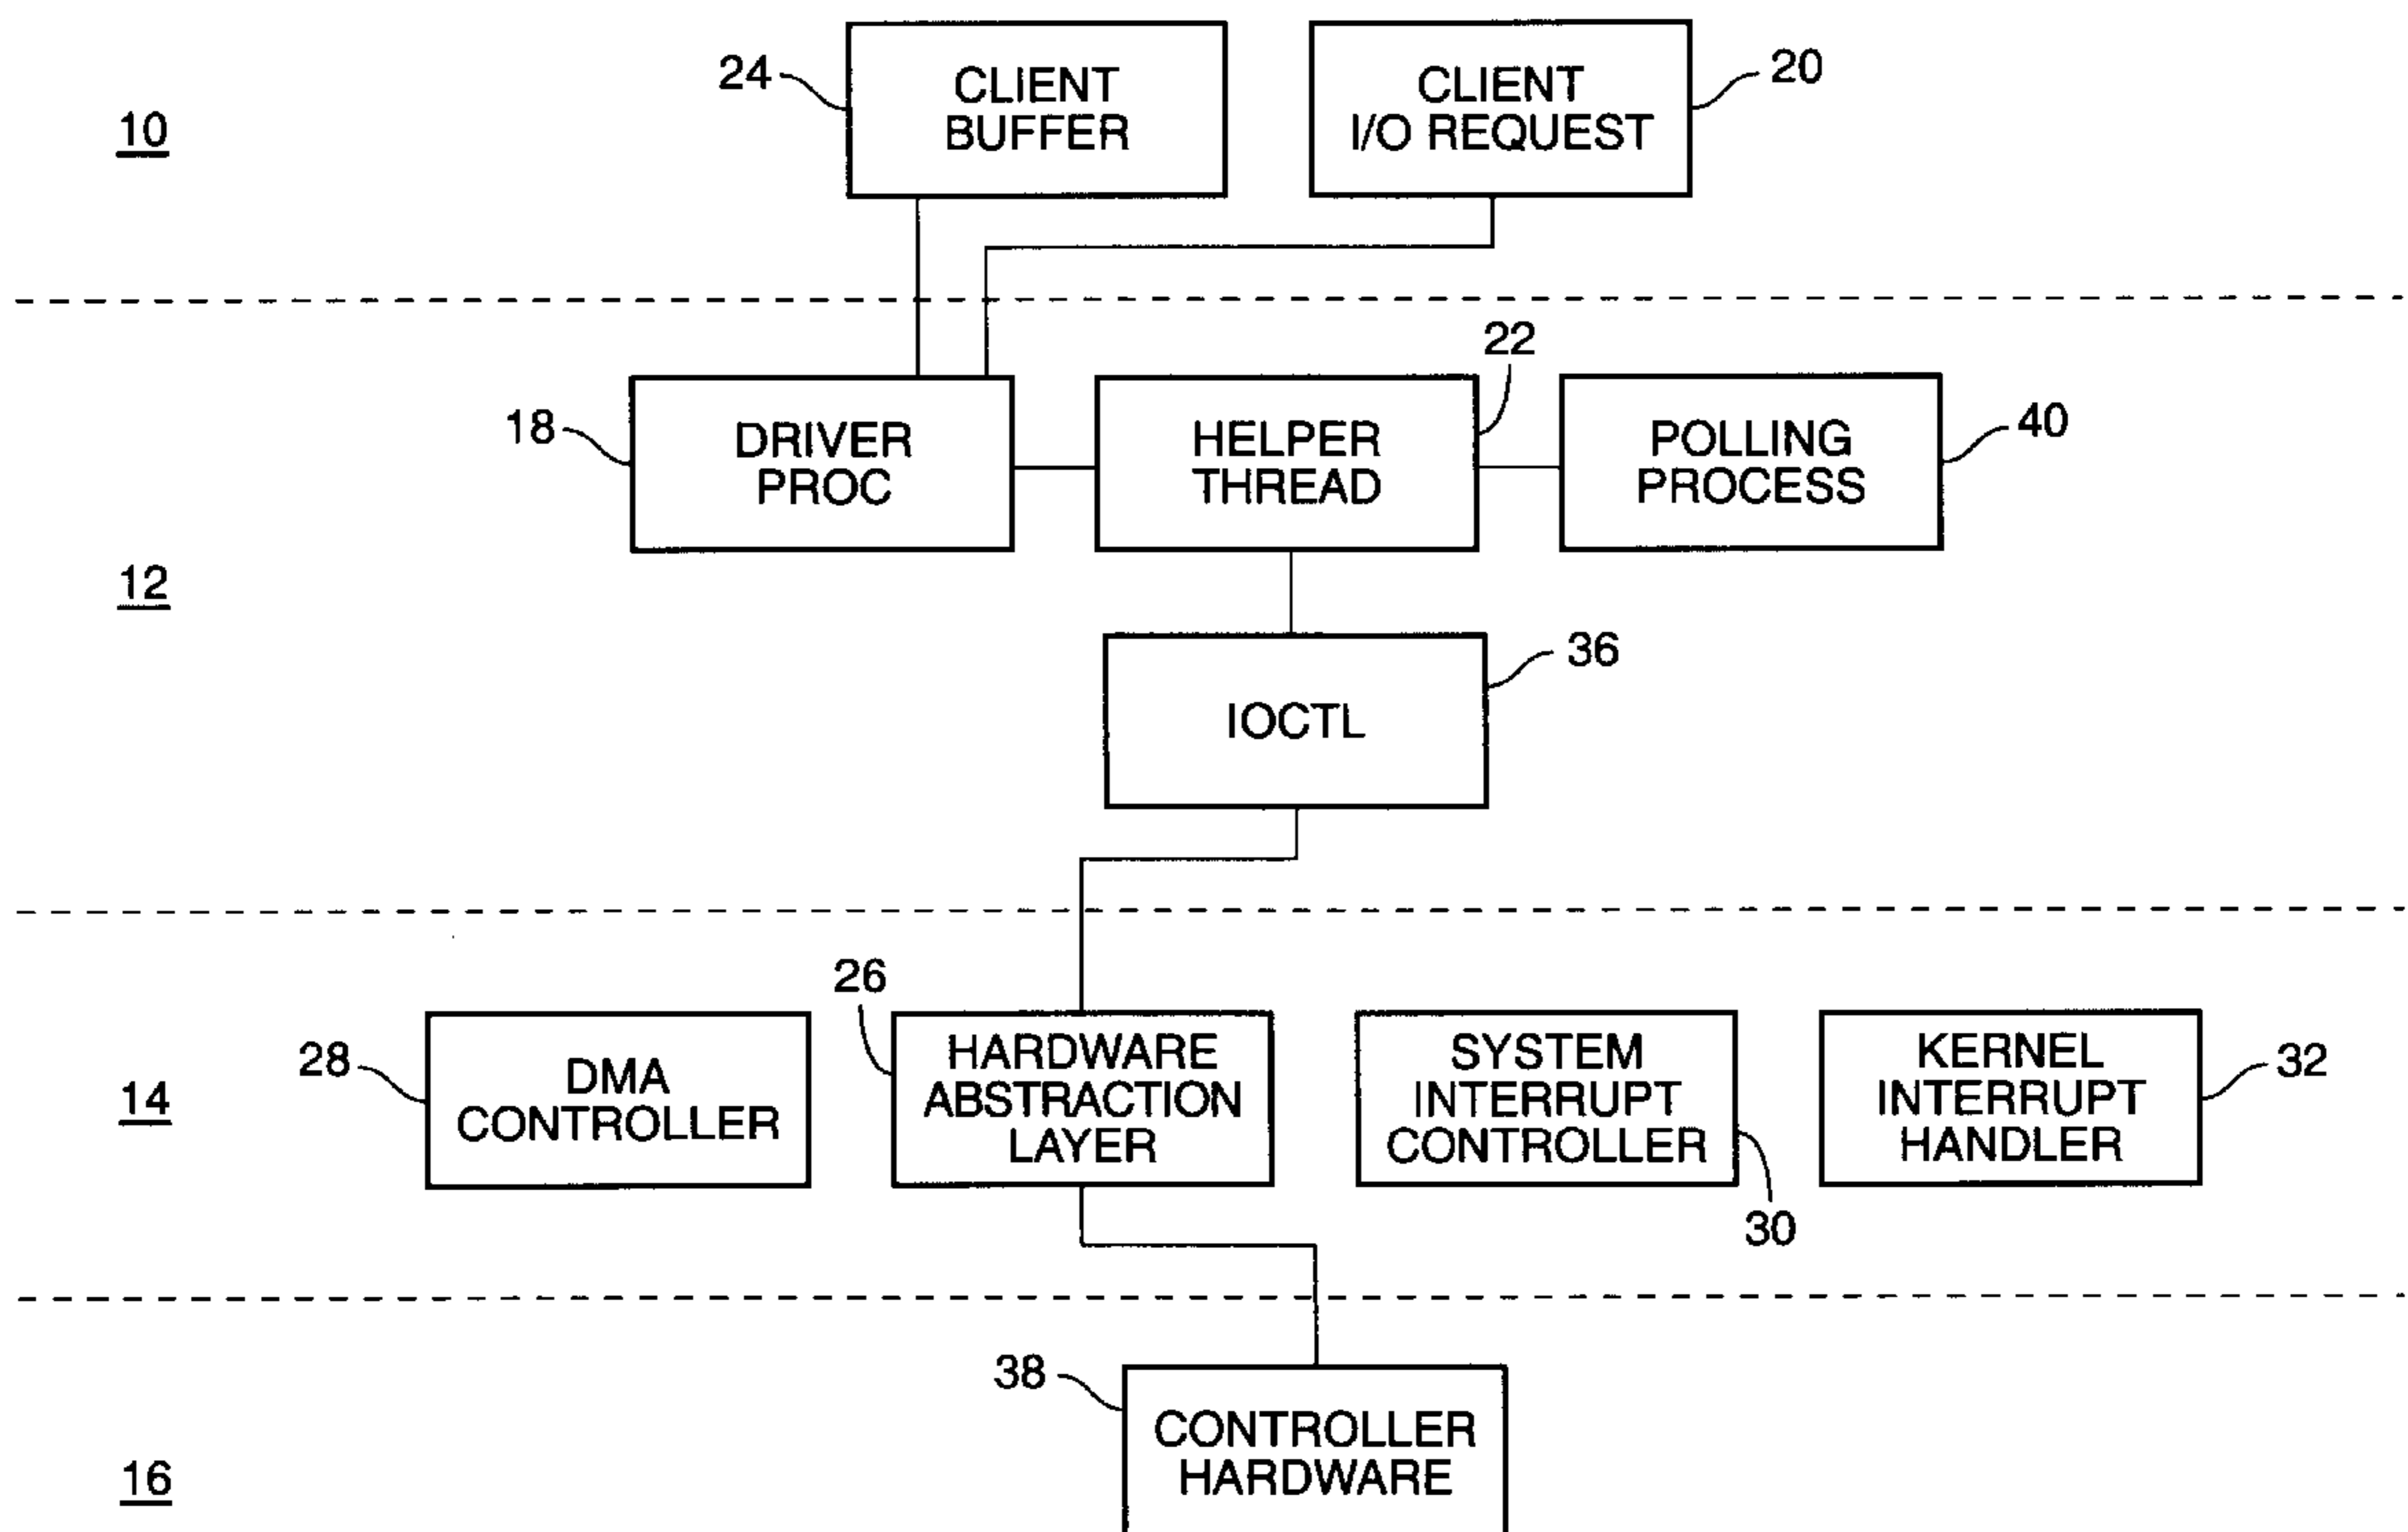 24
CLIENT
BUFFER
CLIENT
I/O REQUEST
20
10
22
18
DRIVER
PROC
HELPER
THREAD
POLLING
PROCESS
40
12
IOCTL
36
26
28
DMA
CONTROLLER
HARDWARE
ABSTRACTION
LAYER
SYSTEM
INTERRUPT
CONTROLLER
KERNEL
INTERRUPT
HANDLER
32
14
30
38
CONTROLLER
HARDWARE
16